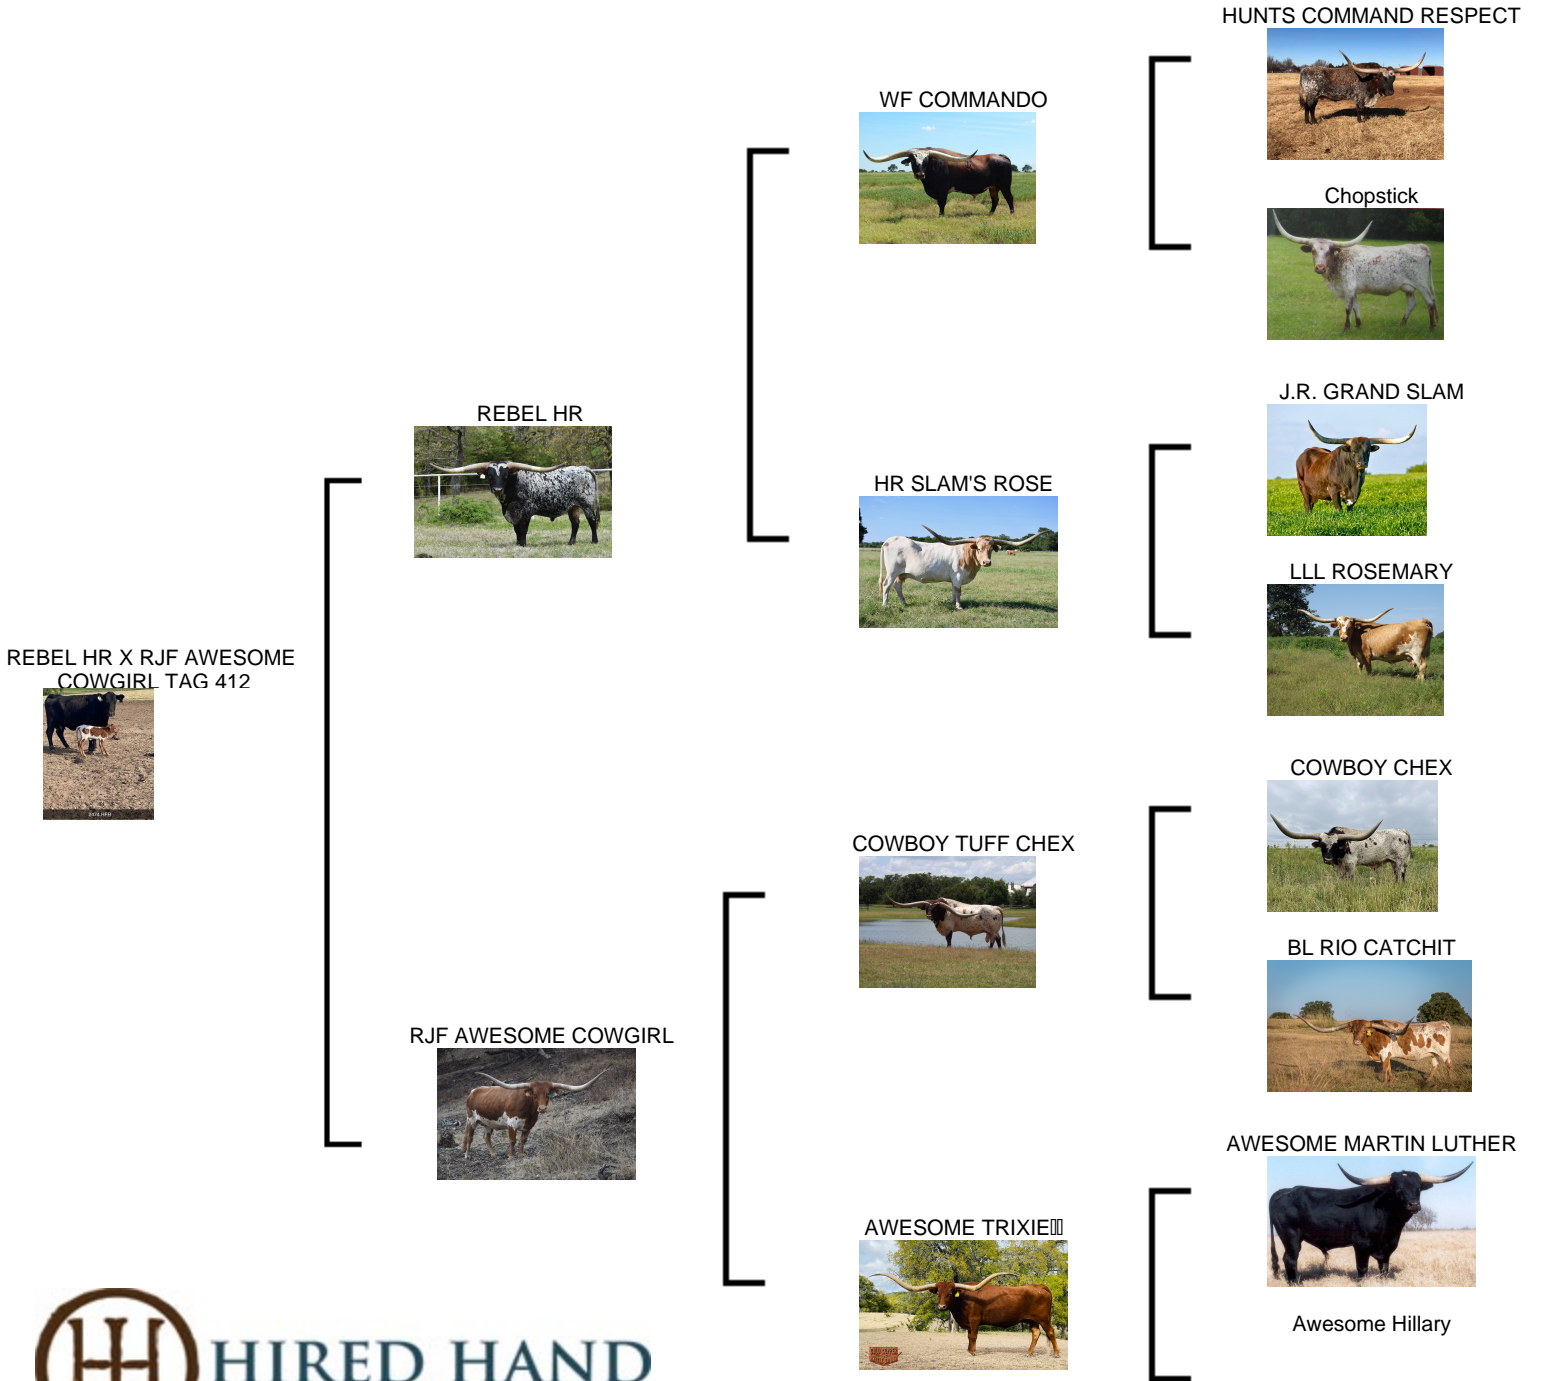 HUNTS COMMAND RESPECT
WF COMMANDO
Chopstick
J.R. GRAND SLAM
REBEL HR
HR SLAM'S ROSE
LLL ROSEMARY
REBEL HR X RJF AWESOME
COWGIRL TAG 412
COWBOY CHEX
COWBOY TUFF CHEX
BL RIO CATCHIT
RJF AWESOME COWGIRL
AWESOME MARTIN LUTHER
AWESOME TRIXIE
Awesome Hillary
HIRED HAND